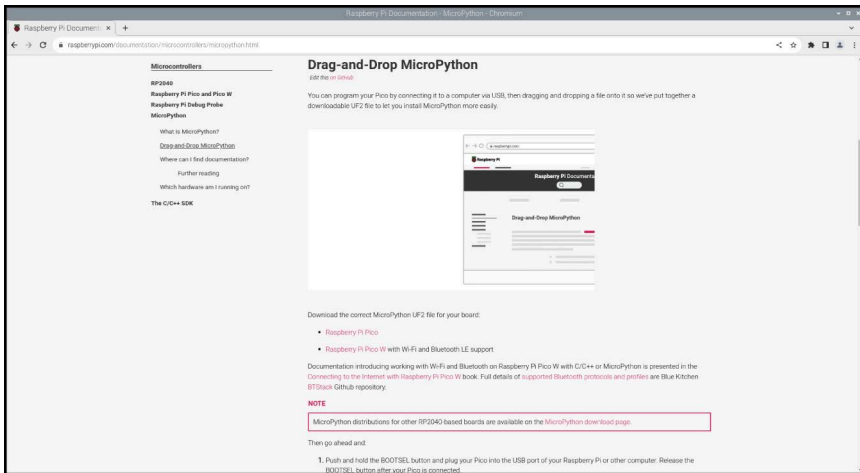 Raspberry Pi Documentation - MicroPython - Chromium
Raspberry Pi Documenta
raspberrypi.com/documentation/microcontrollers/micropython.html
Microcontrollers
RP2040
Raspberry Pi Pico and Pico W
Raspberry Pi Debug Probe
MicroPython
What is MicroPython?
Drag-and-Drop MicroPython
Where can I find documentation?
Further reading
Which hardware am I running on?
The C/C++ SDK
Drag-and-Drop MicroPython
Edit this on GitHub
You can program your Pico by connecting it to a computer via USB, then dragging and dropping a file onto it so we've put together a
downloadable UF2 file to let you install MicroPython more easily.
raspberrypi.com
Raspberry Pi
Raspberry Pi Documenta
Drag-and-Drop MicroPython
Download the correct MicroPython UF2 file for your board:
Raspberry Pi Pico
Raspberry Pi Pico W with Wi-Fi and Bluetooth LE support
Documentation introducing working with Wi-Fi and Bluetooth on Raspberry Pi Pico W with C/C++ or MicroPython is presented in the
Connecting to the Internet with Raspberry Pi Pico W book. Full details of supported Bluetooth protocols and profiles are Blue Kitchen
BTStack Github repository.
NOTE
MicroPython distributions for other RP2040-based boards are available on the MicroPython download page.
Then go ahead and:
1. Push and hold the BOOTSEL button and plug your Pico into the USB port of your Raspberry Pi or other computer. Release the
BOOTSEL button after your Pico is connected.